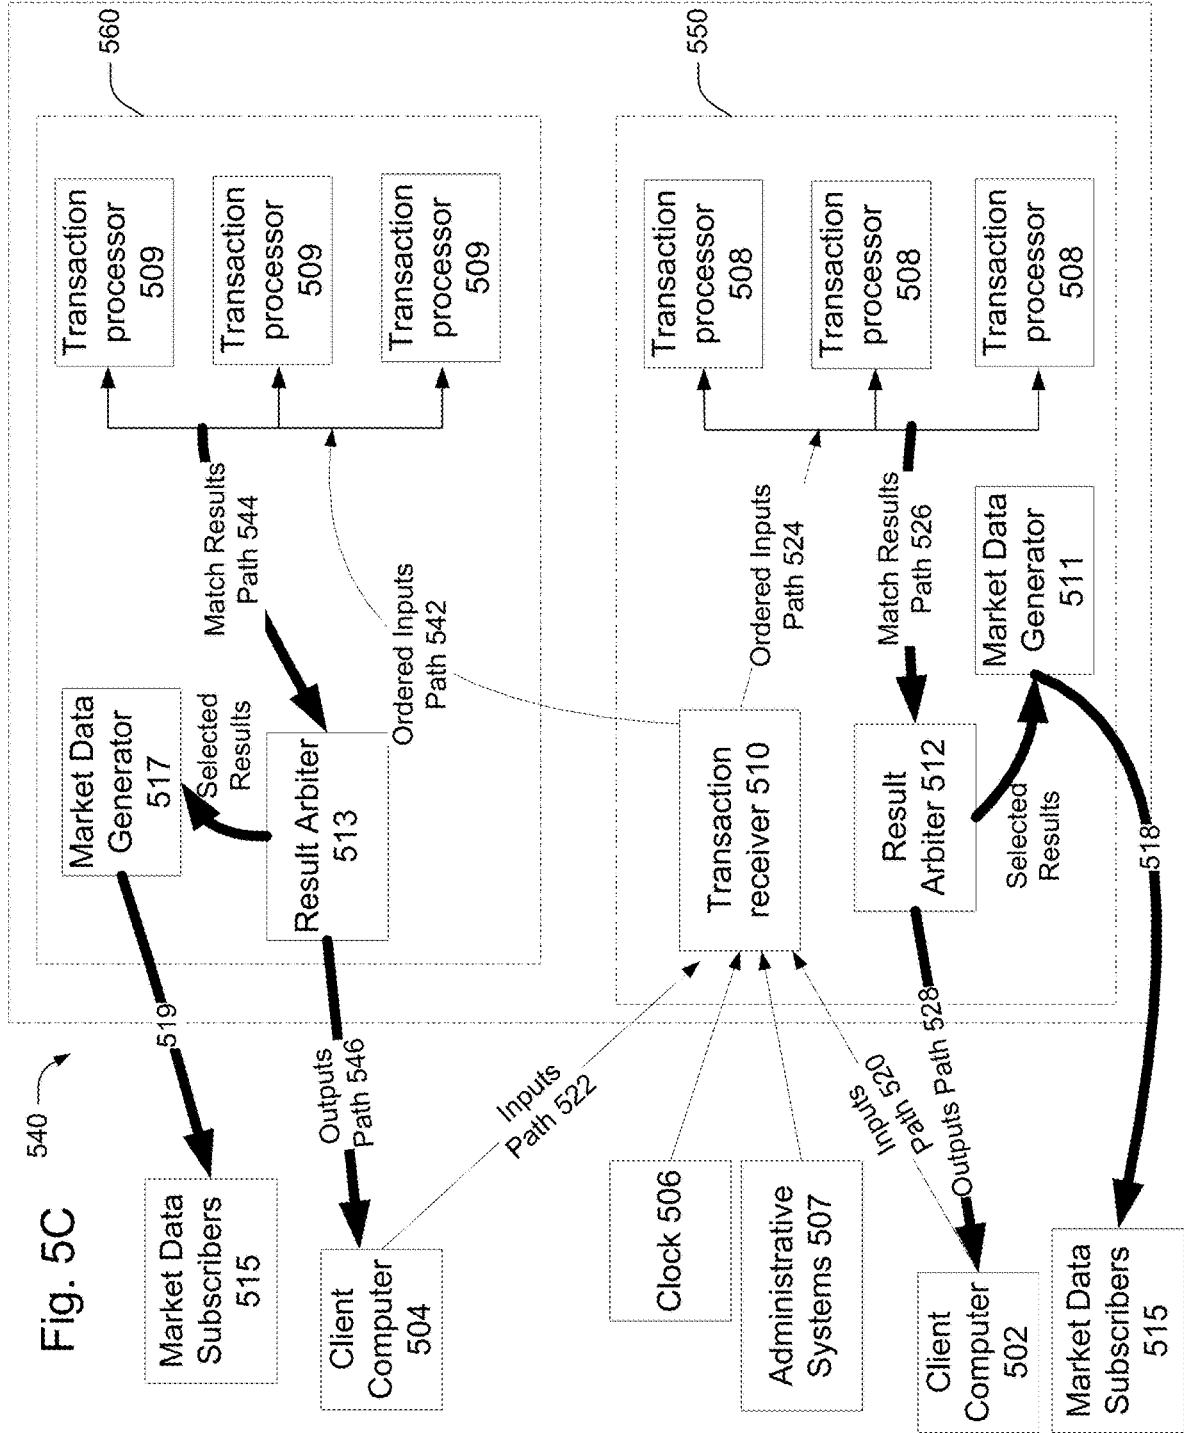 Fig. 5C
540
560
550
Market Data
Subscribers
515
519
Market Data
Generator
517
Selected
Results
Result Arbiter
513
Match Results
Path 544
Transaction
processor
509
Transaction
processor
509
Transaction
processor
509
Client
Computer
504
Outputs
Path 546
Inputs
Path 522
Ordered Inputs
Path 542
Clock 506
Administrative
Systems 507
Transaction
receiver 510
Ordered Inputs
Path 524
Transaction
processor
508
Transaction
processor
508
Transaction
processor
508
Client
Computer
502
Inputs
Path 520
Outputs Path 528
Result
Arbiter 512
Match Results
Path 526
Selected
Results
Market Data
Generator
511
518
Market Data
Subscribers
515